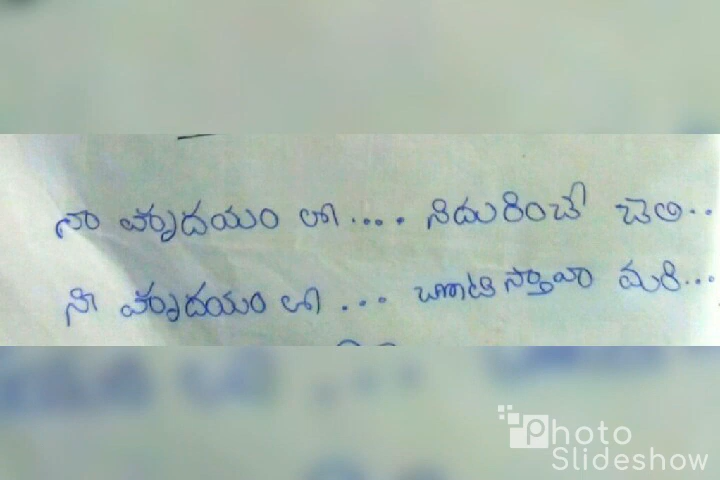 నా హృదయం లో.... నిదురించే చెలి..
నీ హృదయం లో... చోటిస్తావా మరి...
Photo
Slideshow